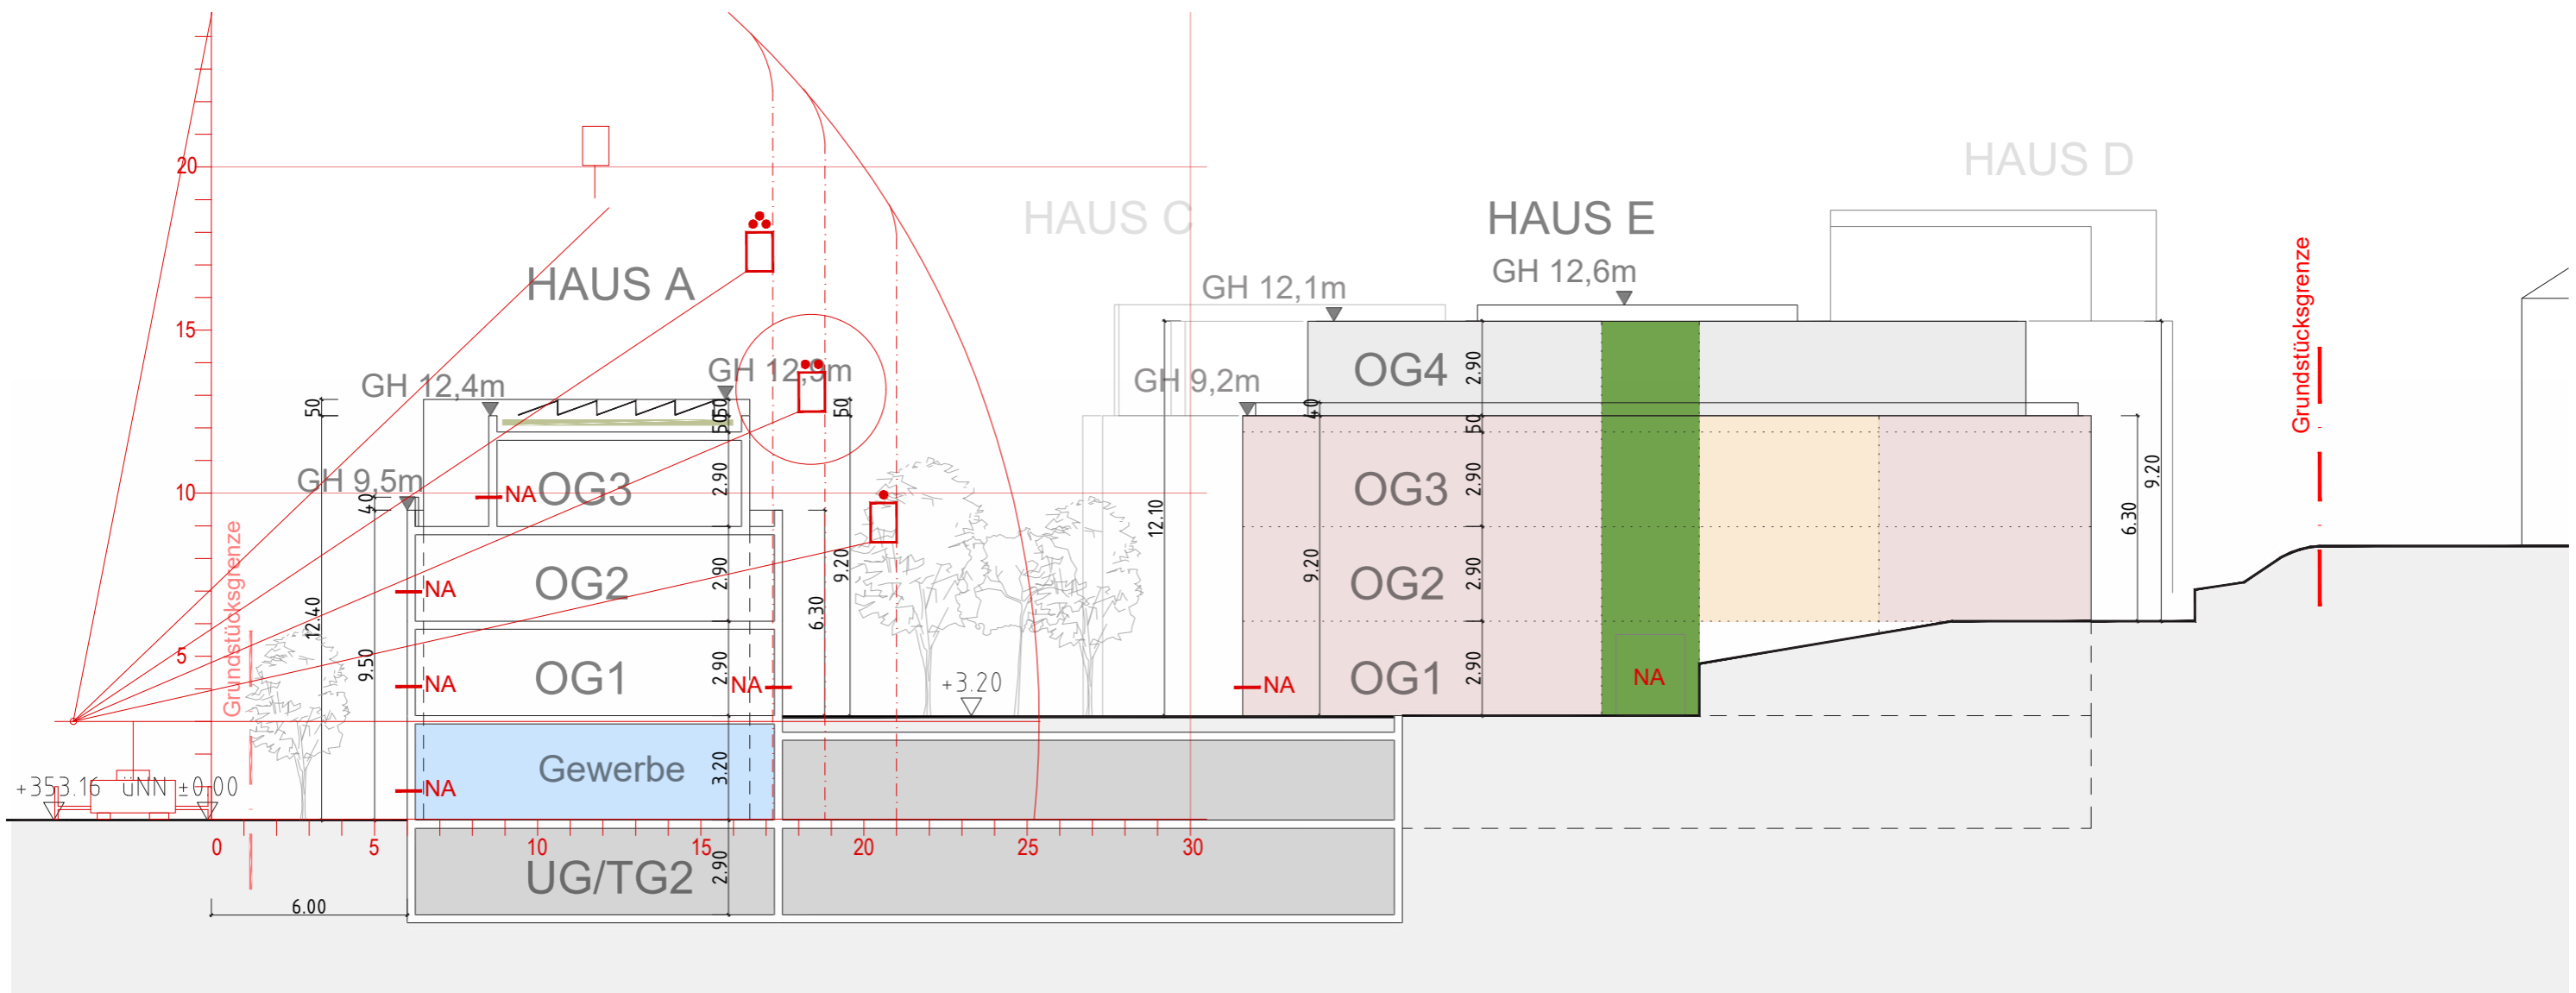 HAUS D
HAUS C
HAUS E
GH 12,6m
GH 12,1m
HAUS A
20
15
10
5
GH 12,4m
GH 12,9m
GH 9,2m
GH 9,5m
Grundstücksgrenze
Grundstücksgrenze
OG4
OG3
OG2
OG1
OG3
OG2
OG1
Gewerbe
UG/TG2
NA
NA
NA
NA
NA
NA
NA
50
40
12.40
9.50
50
50
2.90
2.90
2.90
3.20
2.90
50
9.20
6.30
+3.20
12.10
40
9.20
2.90
50
2.90
2.90
2.90
9.20
6.30
+353.16 üNN ±0.00
0
5
10
15
20
25
30
6.00